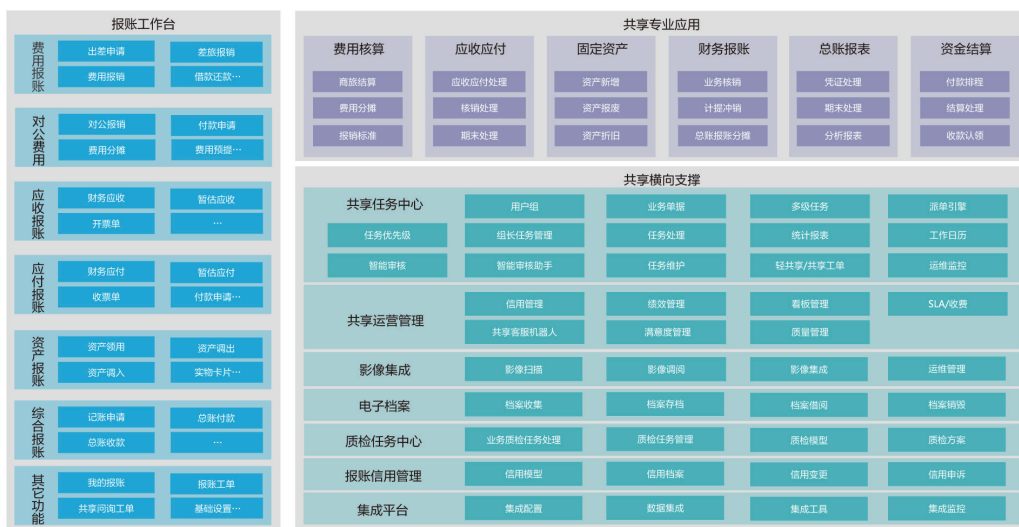 报账工作台
费用报账
出差申请 差旅报销
费用报销 借款还款…
对公费用
对公报销 付款申请
费用分摊 费用预提…
应收报账
财务应收 暂估应收
开票单 …
应付报账
财务应付 暂估应付
收票单 付款申请…
资产报账
资产领用 资产调出
资产调入 实物卡片…
综合报账
记账申请 总账付款
总账收款 …
其它功能
我的报账 报账工单
共享问询工单 基础设置…
共享专业应用
费用核算 应收应付 固定资产 财务报账 总账报表 资金结算
商旅结算 应收应付处理 资产新增 业务核销 凭证处理 付款排程
费用分摊 核销处理 资产报废 计提冲销 期末处理 结算处理
报销标准 期末处理 资产折旧 总账报账分摊 分析报表 收款认领
共享横向支撑
共享任务中心 用户组 业务单据 多级任务 派单引擎
任务优先级 组长任务管理 任务处理 统计报表 工作日历
智能审核 智能审核助手 任务维护 轻共享/共享工单 运维监控
共享运营管理
信用管理 绩效管理 看板管理 SLA/收费
共享客服机器人 满意度管理 质量管理
影像集成 影像扫描 影像调阅 影像集成 运维管理
电子档案 档案收集 档案存档 档案借阅 档案销毁
质检任务中心 业务质检任务处理 质检任务管理 质检模型 质检方案
报账信用管理 信用模型 信用档案 信用变更 信用申诉
集成平台 集成配置 数据集成 集成工具 集成监控